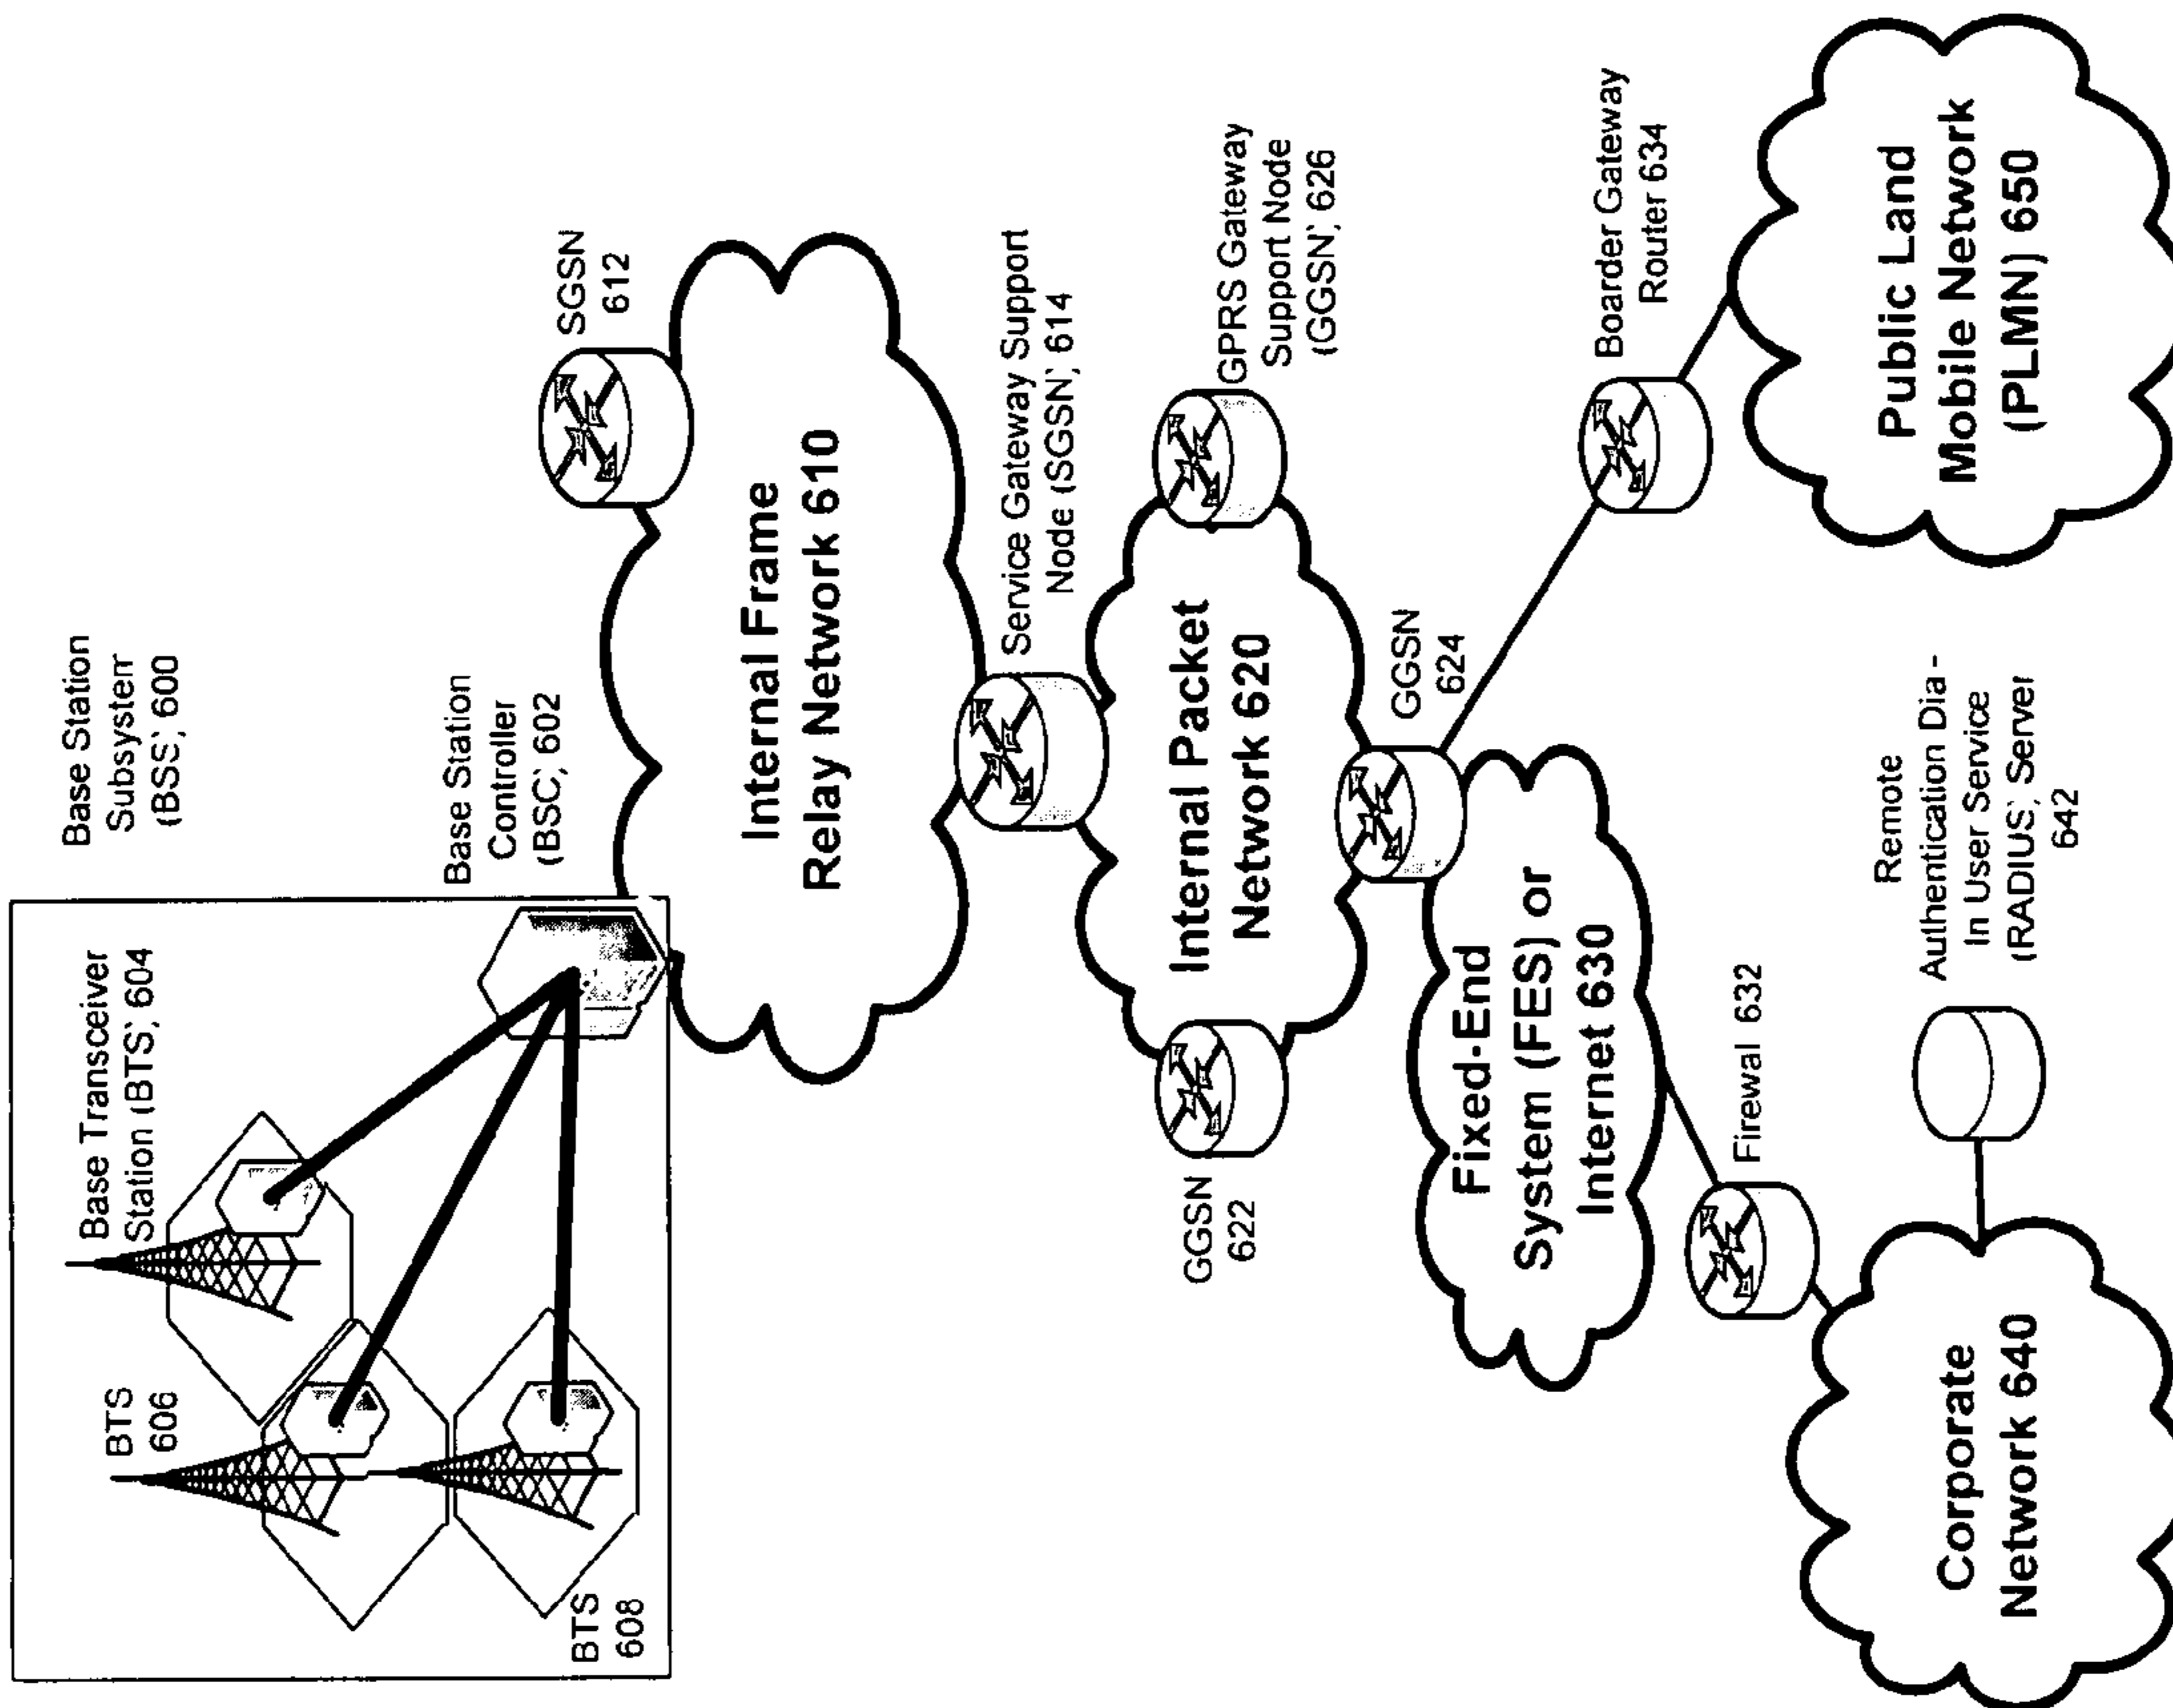 Base Station
Subsystem
(BSS) 600
Base Transceiver
Station (BTS) 604
BTS
606
BTS
608
Base Station
Controller
(BSC) 602
SGSN
612
Internal Frame
Relay Network 610
Service Gateway Support
Node (SGSN) 614
Internal Packet
Network 620
GPRS Gateway
Support Node
(GGSN) 626
GGSN
622
GGSN
624
Fixed-End
System (FES) or
Internet 630
Boarder Gateway
Router 634
Firewal 632
Public Land
Mobile Network
(PLMN) 650
Remote
Authentication Dia-
In User Service
(RADIUS) Server
642
Corporate
Network 640